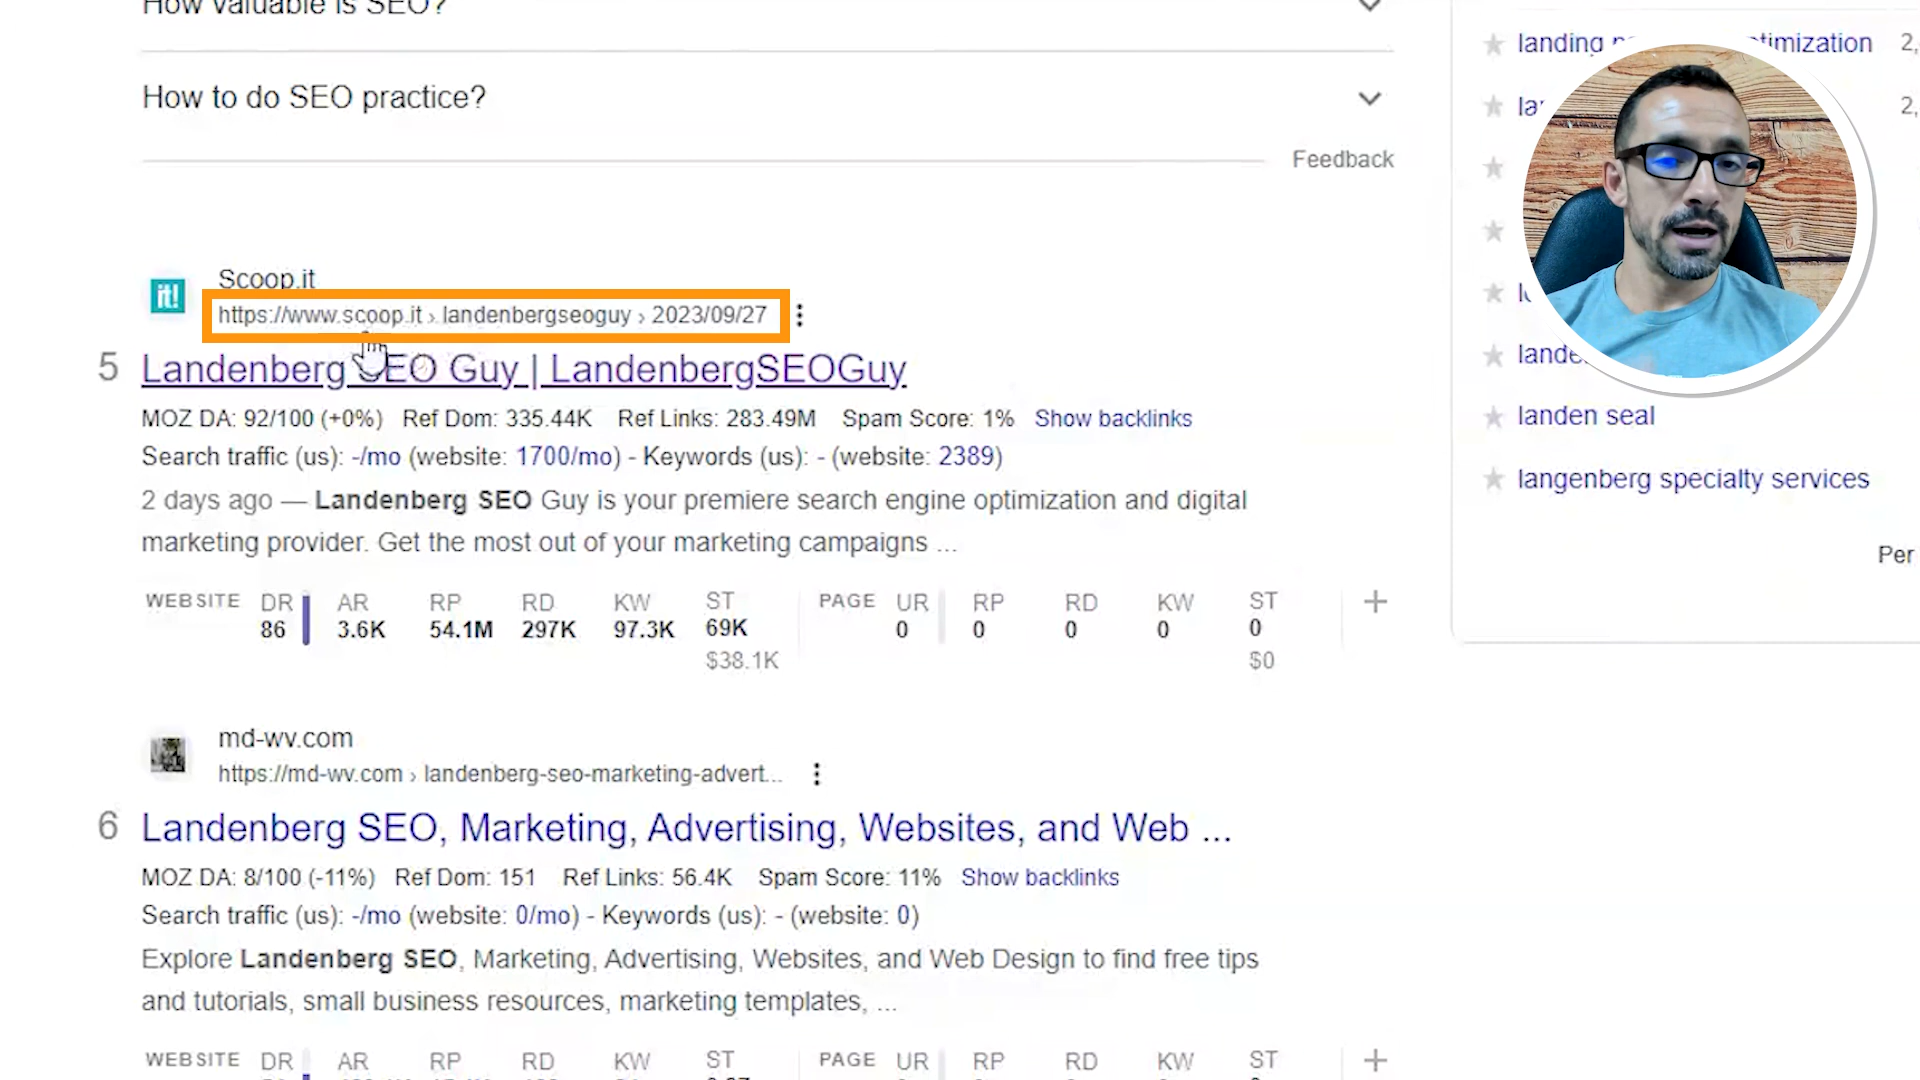 How valuable is SEO?
How to do SEO practice?
Feedback
it!
Scoop.it
https://www.scoop.it › landenbergseoguy › 2023/09/27
5
Landenberg SEO Guy | LandenbergSEOGuy
MOZ DA: 92/100 (+0%) Ref Dom: 335.44K Ref Links: 283.49M Spam Score: 1% Show backlinks
Search traffic (us): -/mo (website: 1700/mo) - Keywords (us): - (website: 2389)
2 days ago — Landenberg SEO Guy is your premiere search engine optimization and digital
marketing provider. Get the most out of your marketing campaigns ...
WEBSITE DR AR RP RD KW ST PAGE UR RP RD KW ST
86 3.6K 54.1M 297K 97.3K 69K 0 0 0 0 0
$38.1K $0
md-wv.com
https://md-wv.com › landenberg-seo-marketing-advert...
6
Landenberg SEO, Marketing, Advertising, Websites, and Web ...
MOZ DA: 8/100 (-11%) Ref Dom: 151 Ref Links: 56.4K Spam Score: 11% Show backlinks
Search traffic (us): -/mo (website: 0/mo) - Keywords (us): - (website: 0)
Explore Landenberg SEO, Marketing, Advertising, Websites, and Web Design to find free tips
and tutorials, small business resources, marketing templates, ...
WEBSITE DR AR RP RD KW ST PAGE UR RP RD KW ST
landing
landen seal
langenberg specialty services
Per